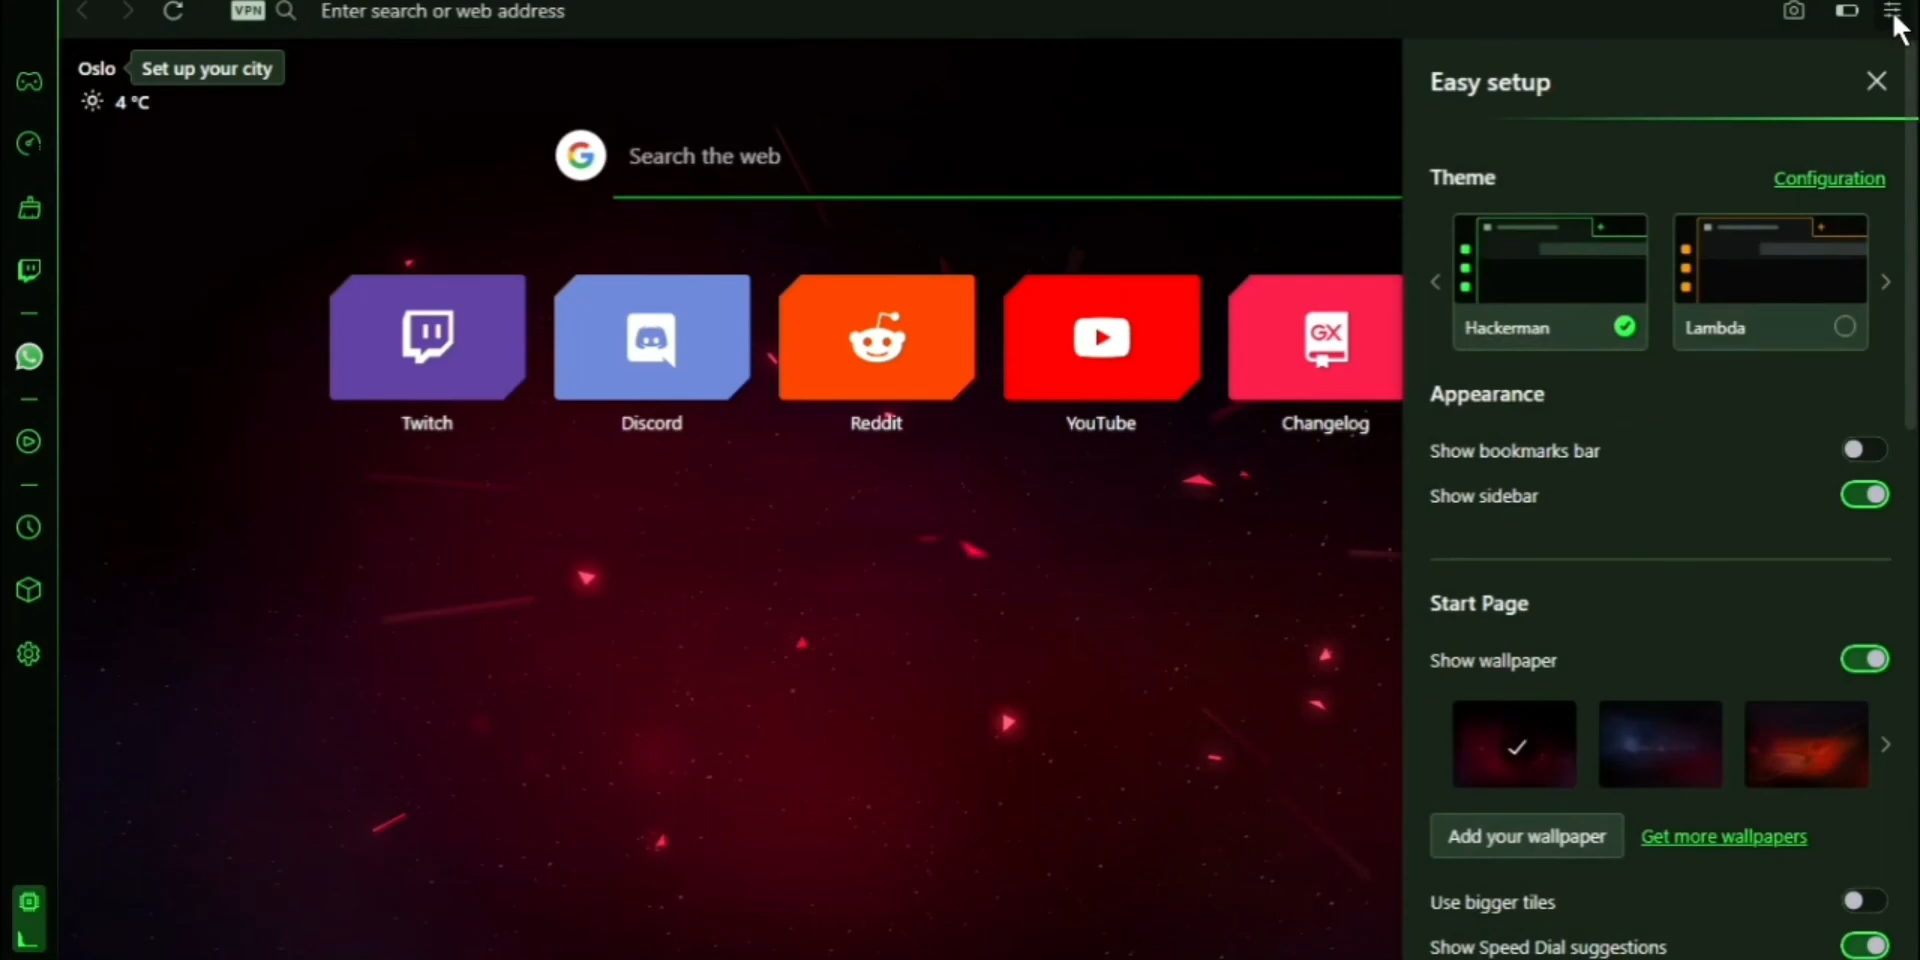 VPN
Enter search or web address
Oslo
Set up your city
4 °C
Search the web
Twitch
Discord
Reddit
YouTube
GX
Changelog
Easy setup
Theme
Configuration
Hackerman
Lambda
Appearance
Show bookmarks bar
Show sidebar
Start Page
Show wallpaper
Add your wallpaper
Get more wallpapers
Use bigger tiles
Show Speed Dial suggestions